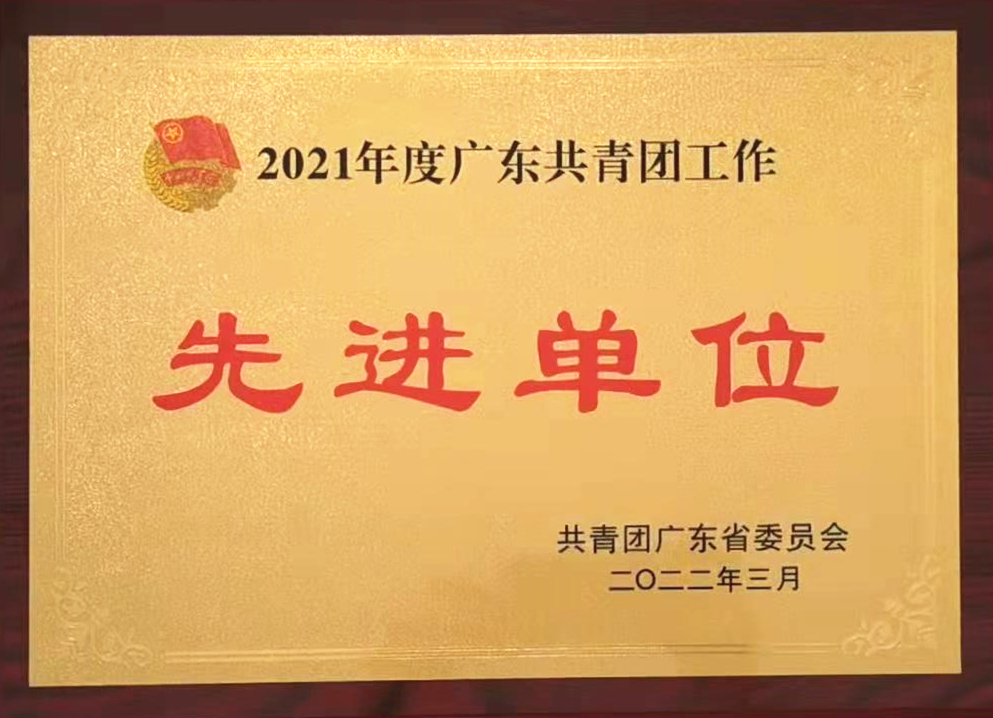 2021年度广东共青团工作
先进单位
共青团广东省委员会
二〇二二年三月